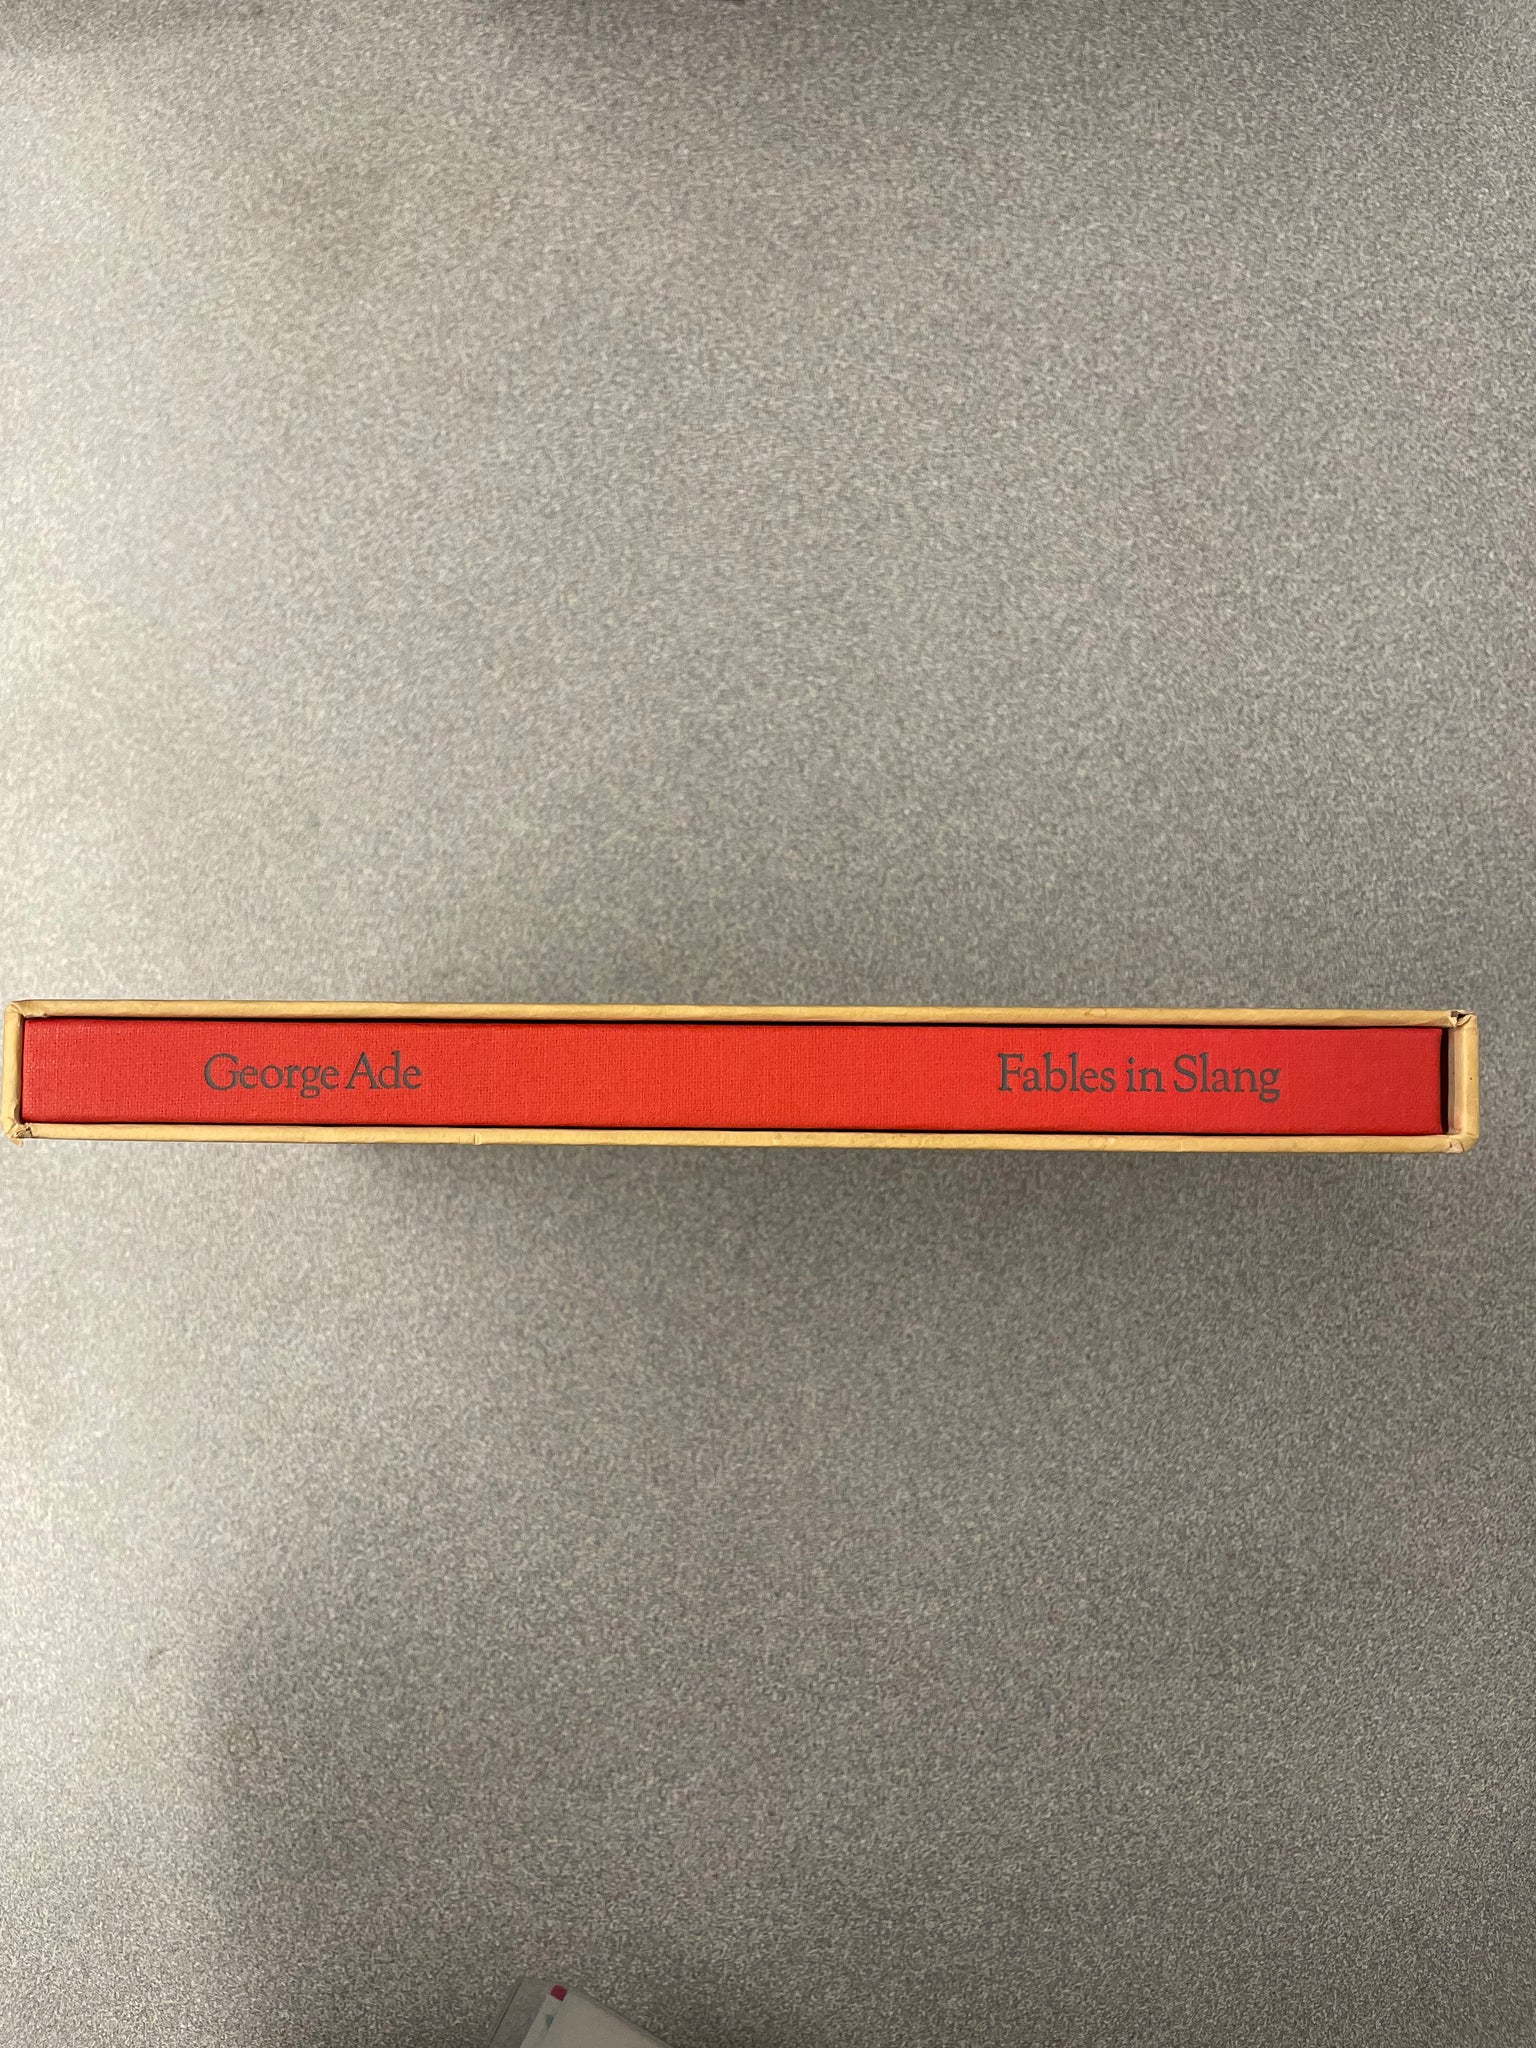 George Ade
Fables in Slang